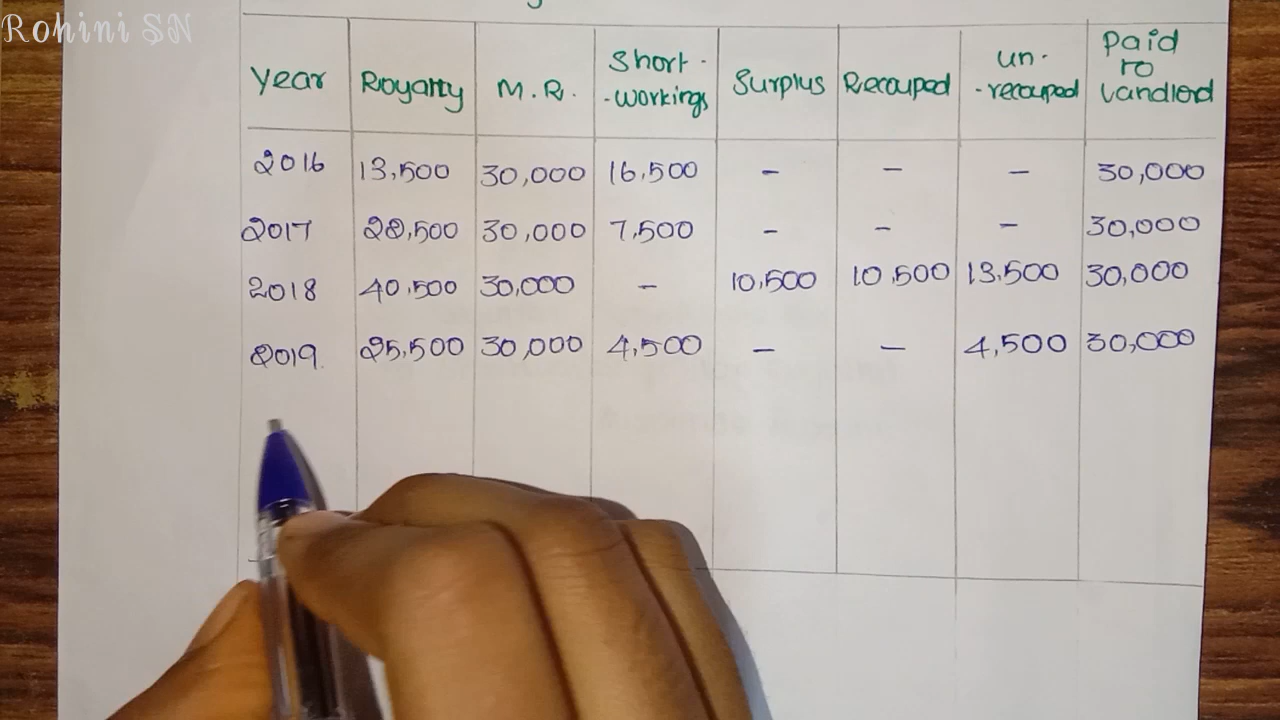 Rohini SN
Year Royalty M.R. Short- -workings Surplus Recouped un- -recouped Paid to Landlord
2016 13,500 30,000 16,500 - - - 30,000
2017 22,500 30,000 7,500 - - - 30,000
2018 40,500 30,000 - 10,500 10,500 13,500 30,000
2019. 25,500 30,000 4,500 - - 4,500 30,000